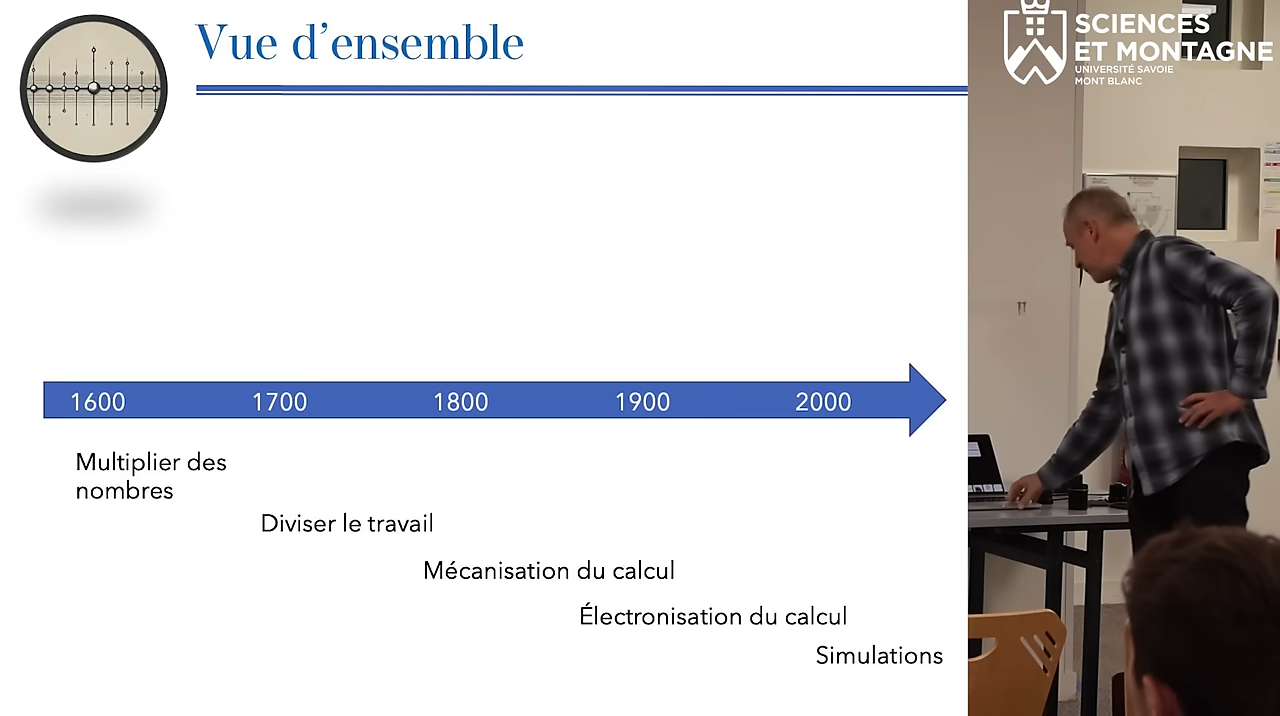 Vue d’ensemble
SCIENCES
ET MONTAGNE
UNIVERSITÉ SAVOIE
MONT BLANC
1600 1700 1800 1900 2000
Multiplier des
nombres
Diviser le travail
Mécanisation du calcul
Électronisation du calcul
Simulations